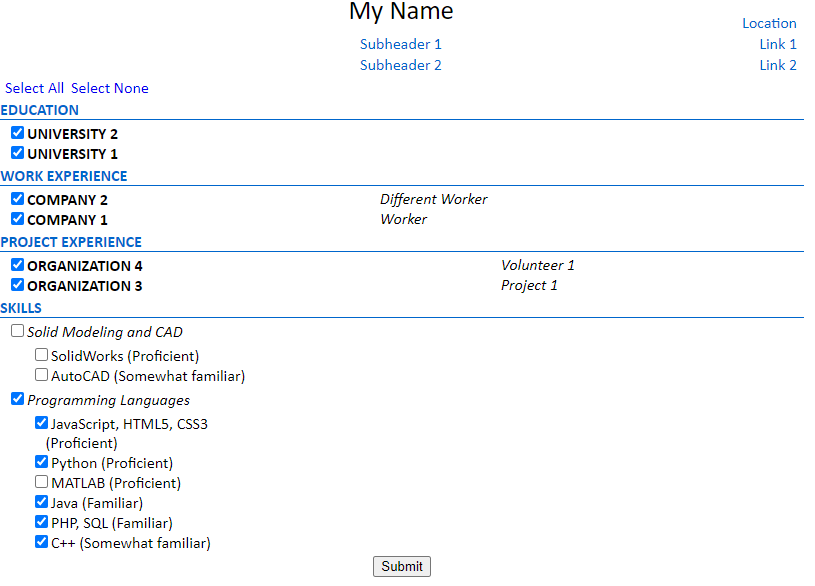 My Name
Location
Subheader 1 Link 1
Subheader 2 Link 2
Select All Select None
EDUCATION
UNIVERSITY 2
UNIVERSITY 1
WORK EXPERIENCE
COMPANY 2 Different Worker
COMPANY 1 Worker
PROJECT EXPERIENCE
ORGANIZATION 4 Volunteer 1
ORGANIZATION 3 Project 1
SKILLS
Solid Modeling and CAD
SolidWorks (Proficient)
AutoCAD (Somewhat familiar)
Programming Languages
JavaScript, HTML5, CSS3
(Proficient)
Python (Proficient)
MATLAB (Proficient)
Java (Familiar)
PHP, SQL (Familiar)
C++ (Somewhat familiar)
Submit